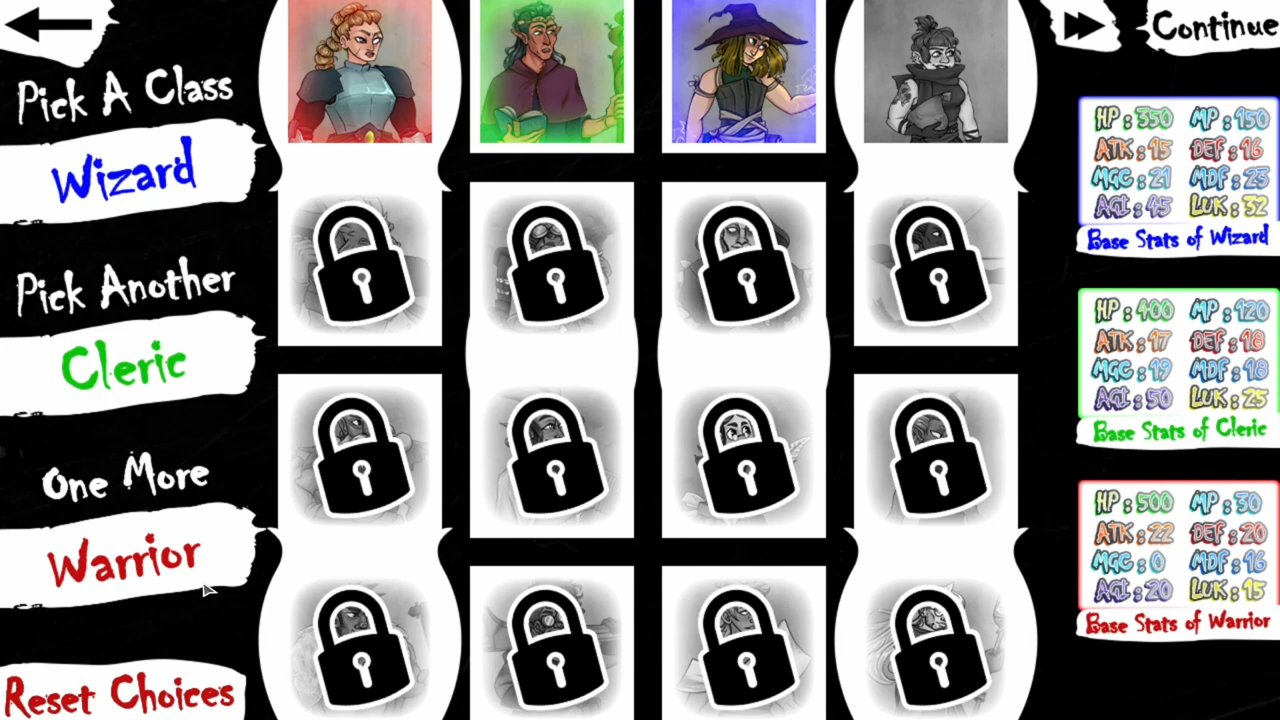 Pick A Class
Wizard
Pick Another
Cleric
One More
Warrior
Reset Choices
Continue
HP : 350 MP : 150
ATK : 15 DEF : 16
MGC : 21 MDF : 23
AGI : 45 LUK : 32
Base Stats of Wizard
HP : 400 MP : 120
ATK : 17 DEF : 18
MGC : 19 MDF : 18
AGI : 50 LUK : 25
Base Stats of Cleric
HP : 500 MP : 30
ATK : 22 DEF : 20
MGC : 0 MDF : 16
AGI : 20 LUK : 15
Base Stats of Warrior